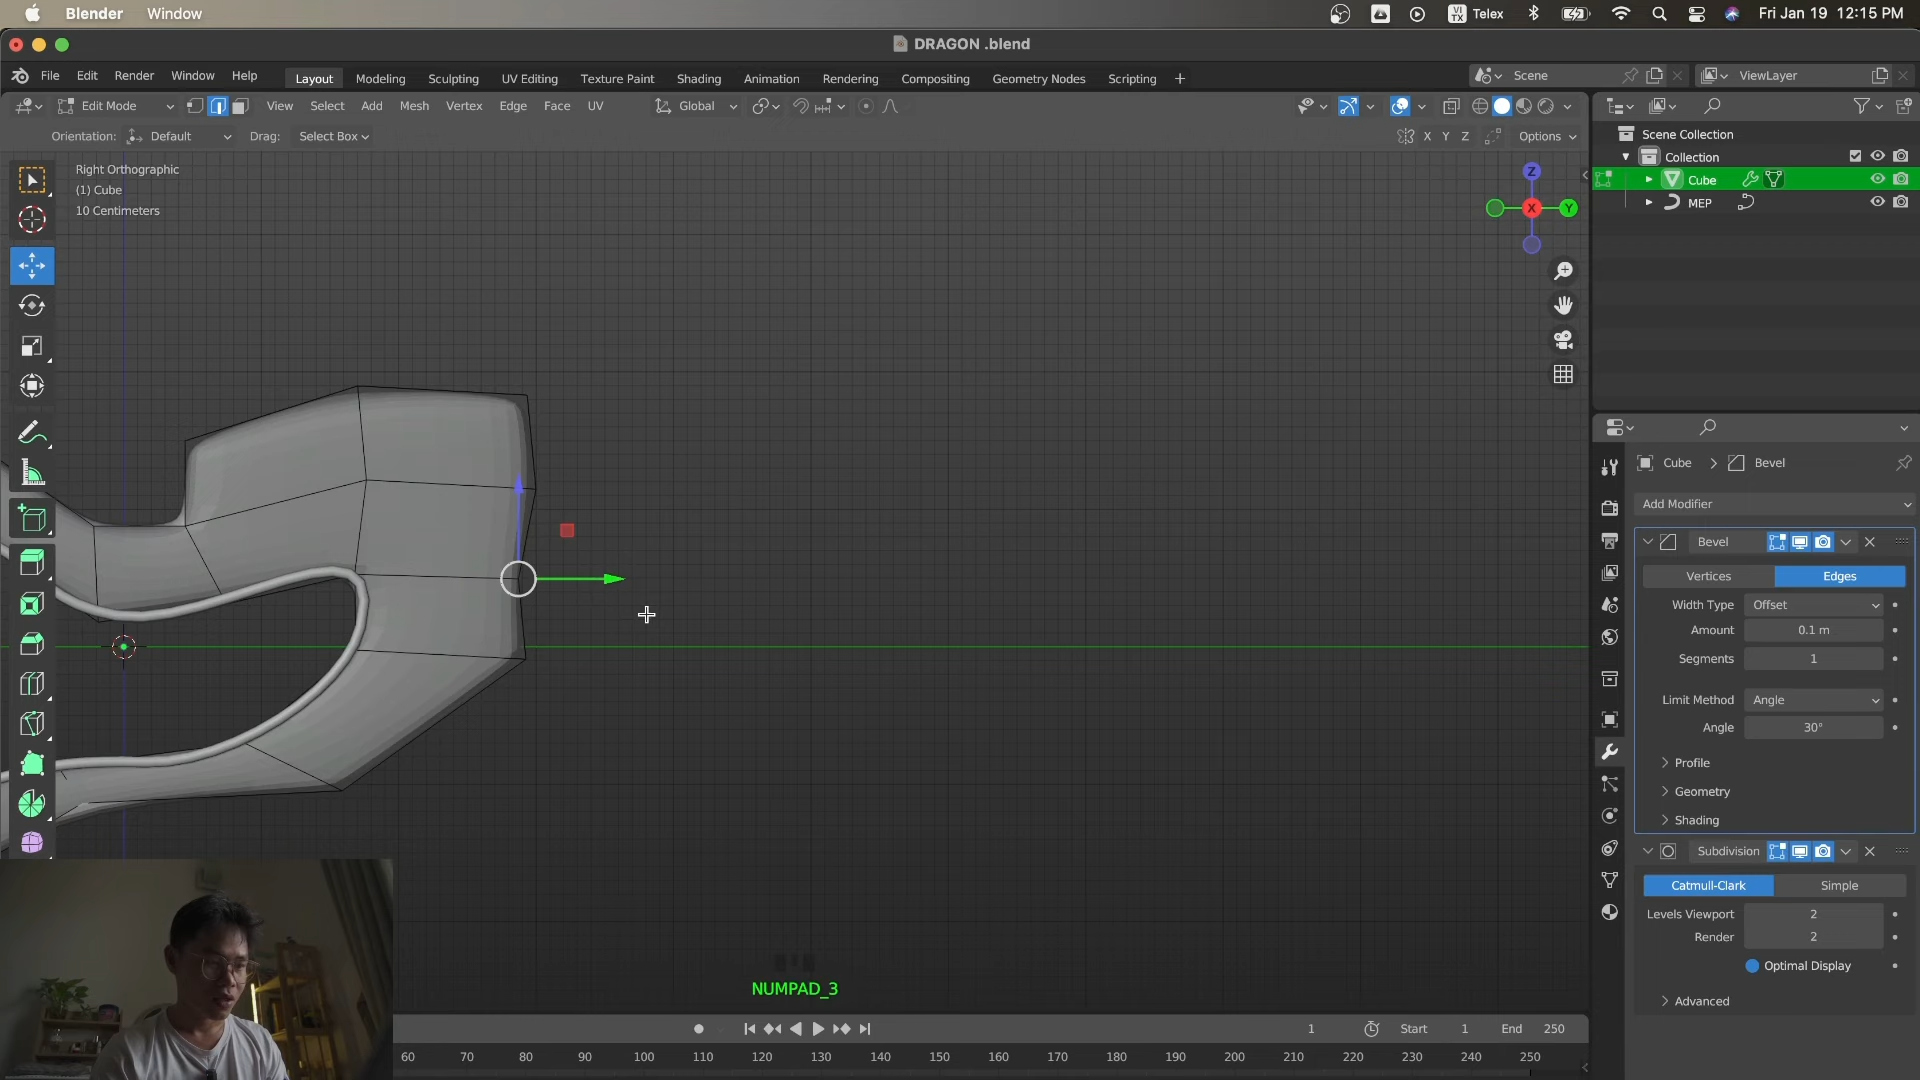 Blender Window
VI TX Telex Fri Jan 19 12:15 PM
DRAGON .blend
File Edit Render Window Help Layout Modeling Sculpting UV Editing Texture Paint Shading Animation Rendering Compositing Geometry Nodes Scripting + Scene ViewLayer
Edit Mode View Select Add Mesh Vertex Edge Face UV Global
Orientation: Default Drag: Select Box X Y Z Options
Right Orthographic
(1) Cube
10 Centimeters
Z
X
Y
Scene Collection
Collection
Cube
MEP
Cube > Bevel
Add Modifier
Bevel
Vertices Edges
Width Type Offset
Amount 0.1 m
Segments 1
Limit Method Angle
Angle 30°
Profile
Geometry
Shading
Subdivision
Catmull-Clark Simple
Levels Viewport 2
Render 2
Optimal Display
Advanced
NUMPAD_3
1 Start 1 End 250
60 70 80 90 100 110 120 130 140 150 160 170 180 190 200 210 220 230 240 250